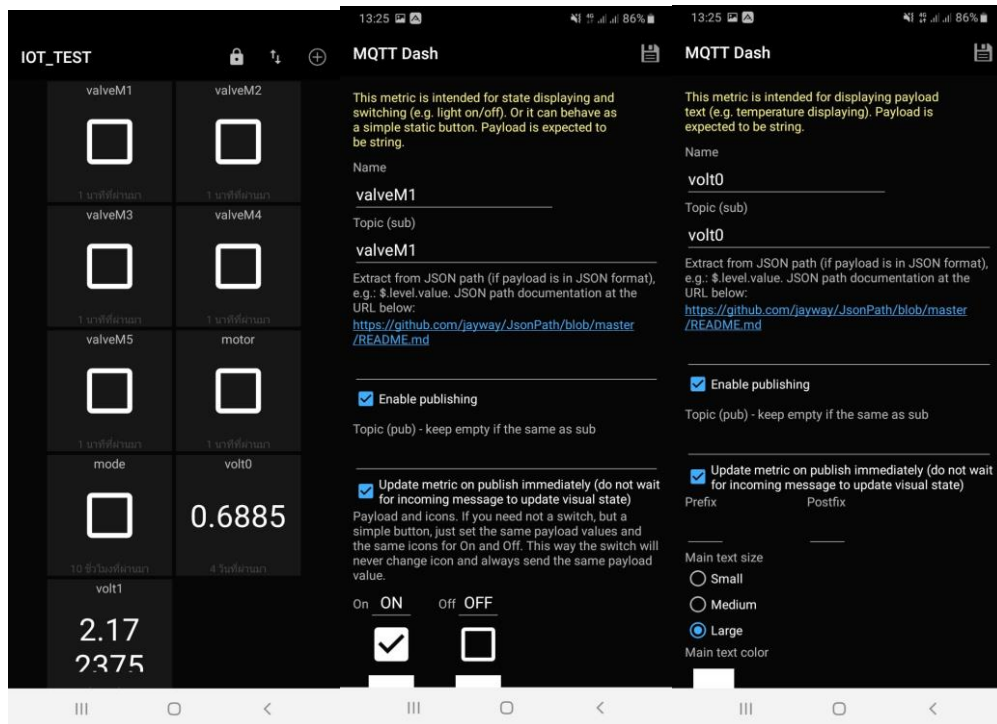 IOT_TEST
valveM1
valveM2
1 นาทีที่ผ่านมา
1 นาทีที่ผ่านมา
valveM3
valveM4
1 นาทีที่ผ่านมา
1 นาทีที่ผ่านมา
valveM5
motor
1 นาทีที่ผ่านมา
1 นาทีที่ผ่านมา
mode
volt0
0.6885
10 ชั่วโมงที่ผ่านมา
4 วันที่ผ่านมา
volt1
2.17
2375
13:25
4G
86%
MQTT Dash
This metric is intended for state displaying and
switching (e.g. light on/off). Or it can behave as
a simple static button. Payload is expected to
be string.
Name
valveM1
Topic (sub)
valveM1
Extract from JSON path (if payload is in JSON format),
e.g.: $.level.value. JSON path documentation at the
URL below:
https://github.com/jayway/JsonPath/blob/master
/README.md
Enable publishing
Topic (pub) - keep empty if the same as sub
Update metric on publish immediately (do not wait
for incoming message to update visual state)
Payload and icons. If you need not a switch, but a
simple button, just set the same payload values and
the same icons for On and Off. This way the switch will
never change icon and always send the same payload
value.
On ON Off OFF
13:25
4G
86%
MQTT Dash
This metric is intended for displaying payload
text (e.g. temperature displaying). Payload is
expected to be string.
Name
volt0
Topic (sub)
volt0
Extract from JSON path (if payload is in JSON format),
e.g.: $.level.value. JSON path documentation at the
URL below:
https://github.com/jayway/JsonPath/blob/master
/README.md
Enable publishing
Topic (pub) - keep empty if the same as sub
Update metric on publish immediately (do not wait
for incoming message to update visual state)
Prefix Postfix
Main text size
Small
Medium
Large
Main text color